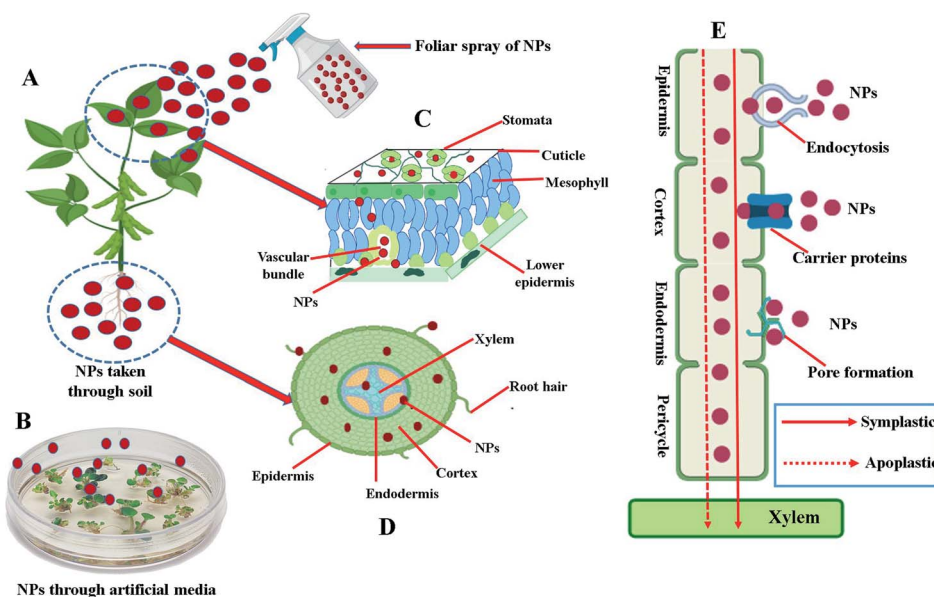 A
Foliar spray of NPs
NPs taken
through soil
B
NPs through artificial media
C
Stomata
Cuticle
Mesophyll
Vascular
bundle
NPs
Lower
epidermis
Xylem
Root hair
NPs
Cortex
Endodermis
Epidermis
D
E
Epidermis
NPs
Endocytosis
Cortex
NPs
Carrier proteins
Endodermis
NPs
Pore formation
Pericycle
Symplastic
Apoplastic
Xylem